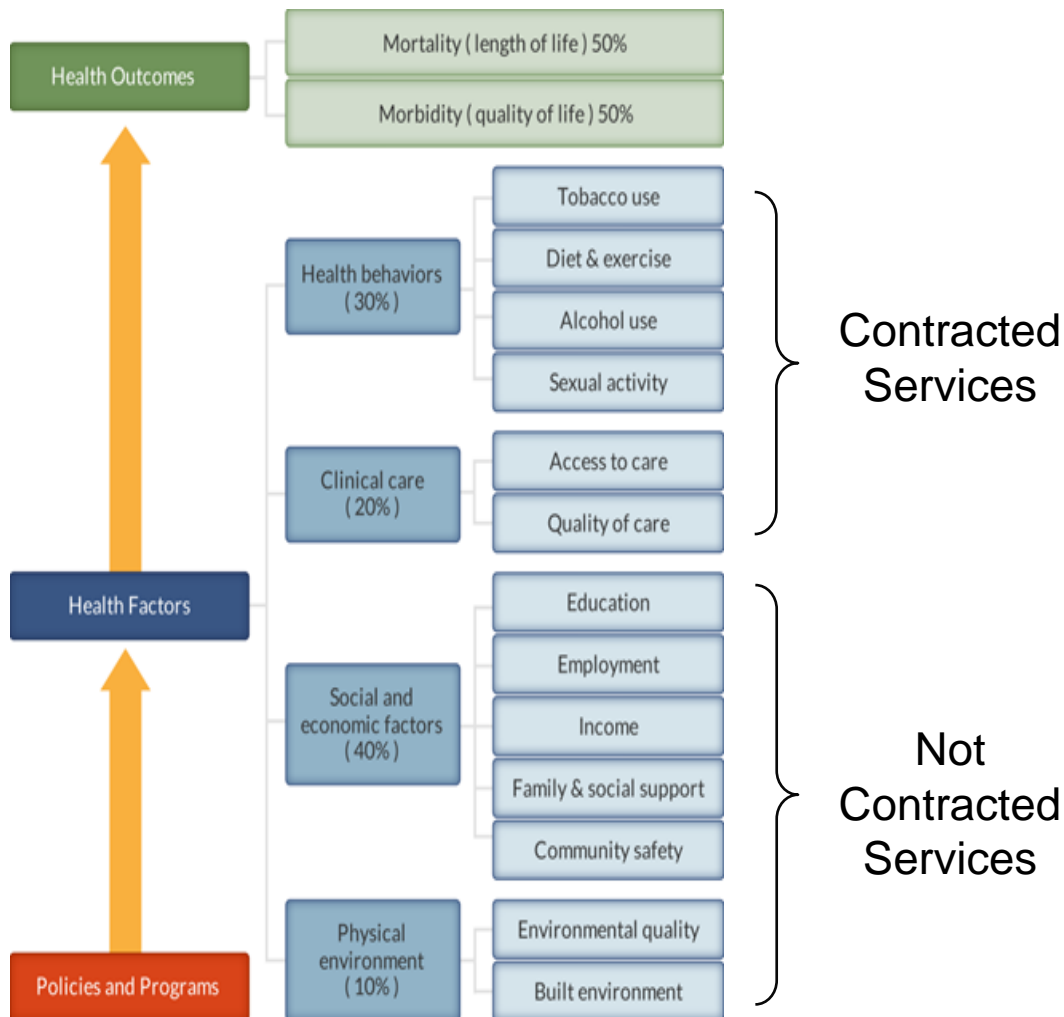 Health Outcomes
Mortality ( length of life ) 50%
Morbidity ( quality of life ) 50%
Health Factors
Policies and Programs
Health behaviors
( 30% )
Tobacco use
Diet & exercise
Alcohol use
Sexual activity
Clinical care
( 20% )
Access to care
Quality of care
Social and
economic factors
( 40% )
Education
Employment
Income
Family & social support
Community safety
Physical
environment
( 10% )
Environmental quality
Built environment
Contracted
Services
Not
Contracted
Services